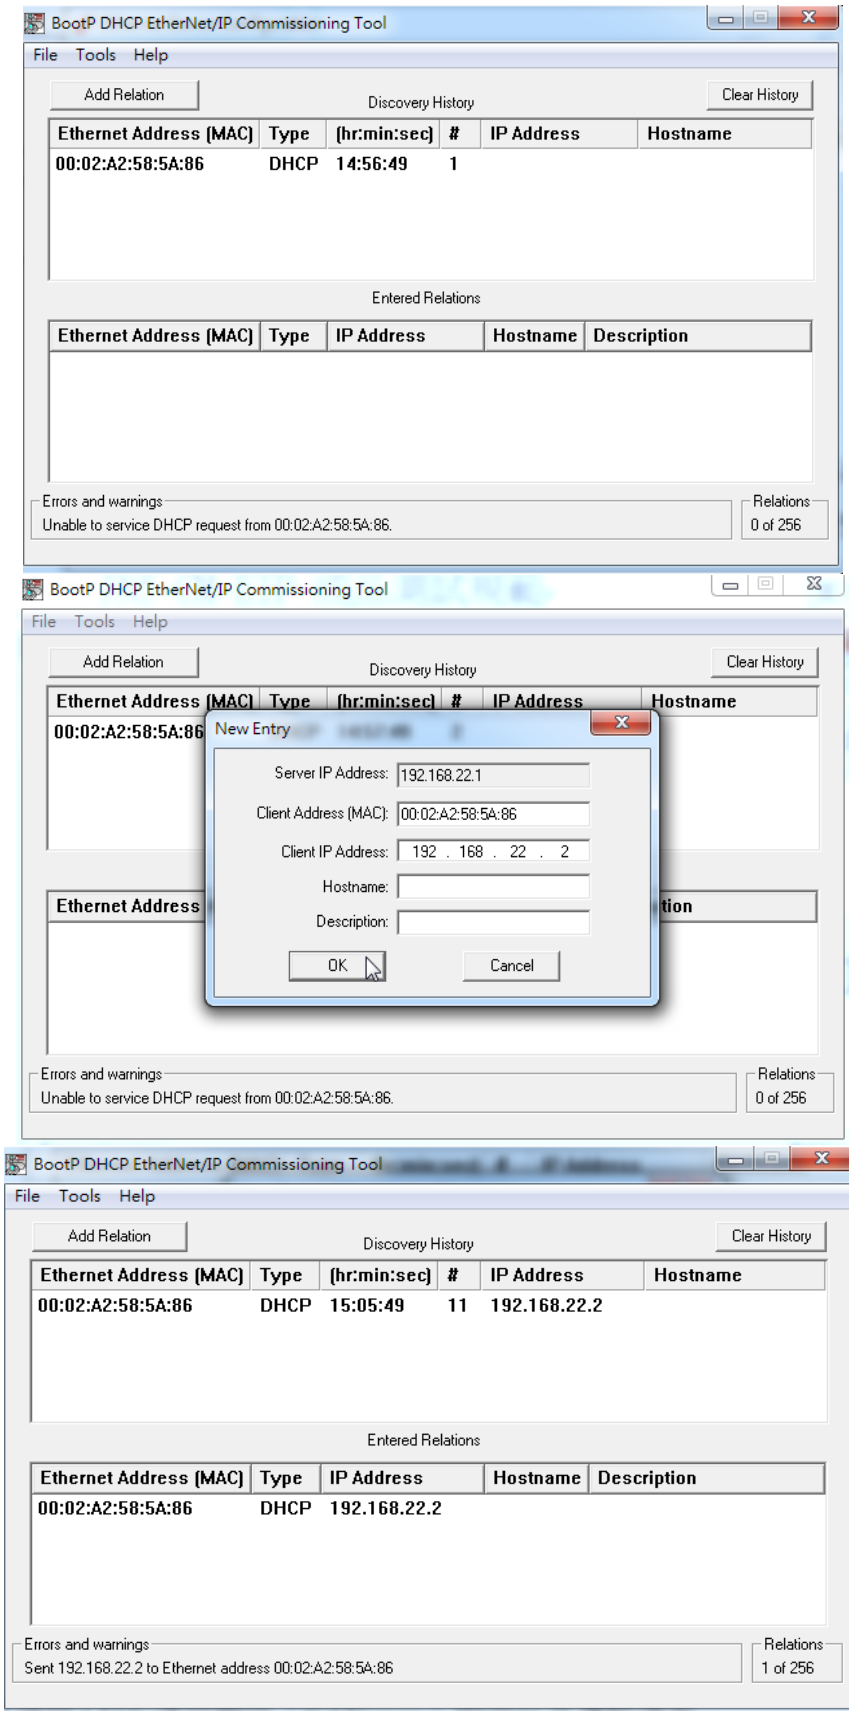 BootP DHCP EtherNet/IP Commissioning Tool
File Tools Help
Add Relation Discovery History Clear History
Ethernet Address (MAC) Type (hr:min:sec) # IP Address Hostname
00:02:A2:58:5A:86 DHCP 14:56:49 1
Entered Relations
Ethernet Address (MAC) Type IP Address Hostname Description
Errors and warnings Relations
Unable to service DHCP request from 00:02:A2:58:5A:86. 0 of 256
BootP DHCP EtherNet/IP Commissioning Tool
File Tools Help
Add Relation Discovery History Clear History
Ethernet Address (MAC) Type (hr:min:sec) # IP Address Hostname
00:02:A2:58:5A:86
New Entry
Server IP Address: 192.168.22.1
Client Address (MAC): 00:02:A2:58:5A:86
Client IP Address: 192 . 168 . 22 . 2
Hostname:
Ethernet Address tion
Description:
OK Cancel
Errors and warnings Relations
Unable to service DHCP request from 00:02:A2:58:5A:86. 0 of 256
BootP DHCP EtherNet/IP Commissioning Tool
File Tools Help
Add Relation Discovery History Clear History
Ethernet Address (MAC) Type (hr:min:sec) # IP Address Hostname
00:02:A2:58:5A:86 DHCP 15:05:49 11 192.168.22.2
Entered Relations
Ethernet Address (MAC) Type IP Address Hostname Description
00:02:A2:58:5A:86 DHCP 192.168.22.2
Errors and warnings Relations
Sent 192.168.22.2 to Ethernet address 00:02:A2:58:5A:86 1 of 256